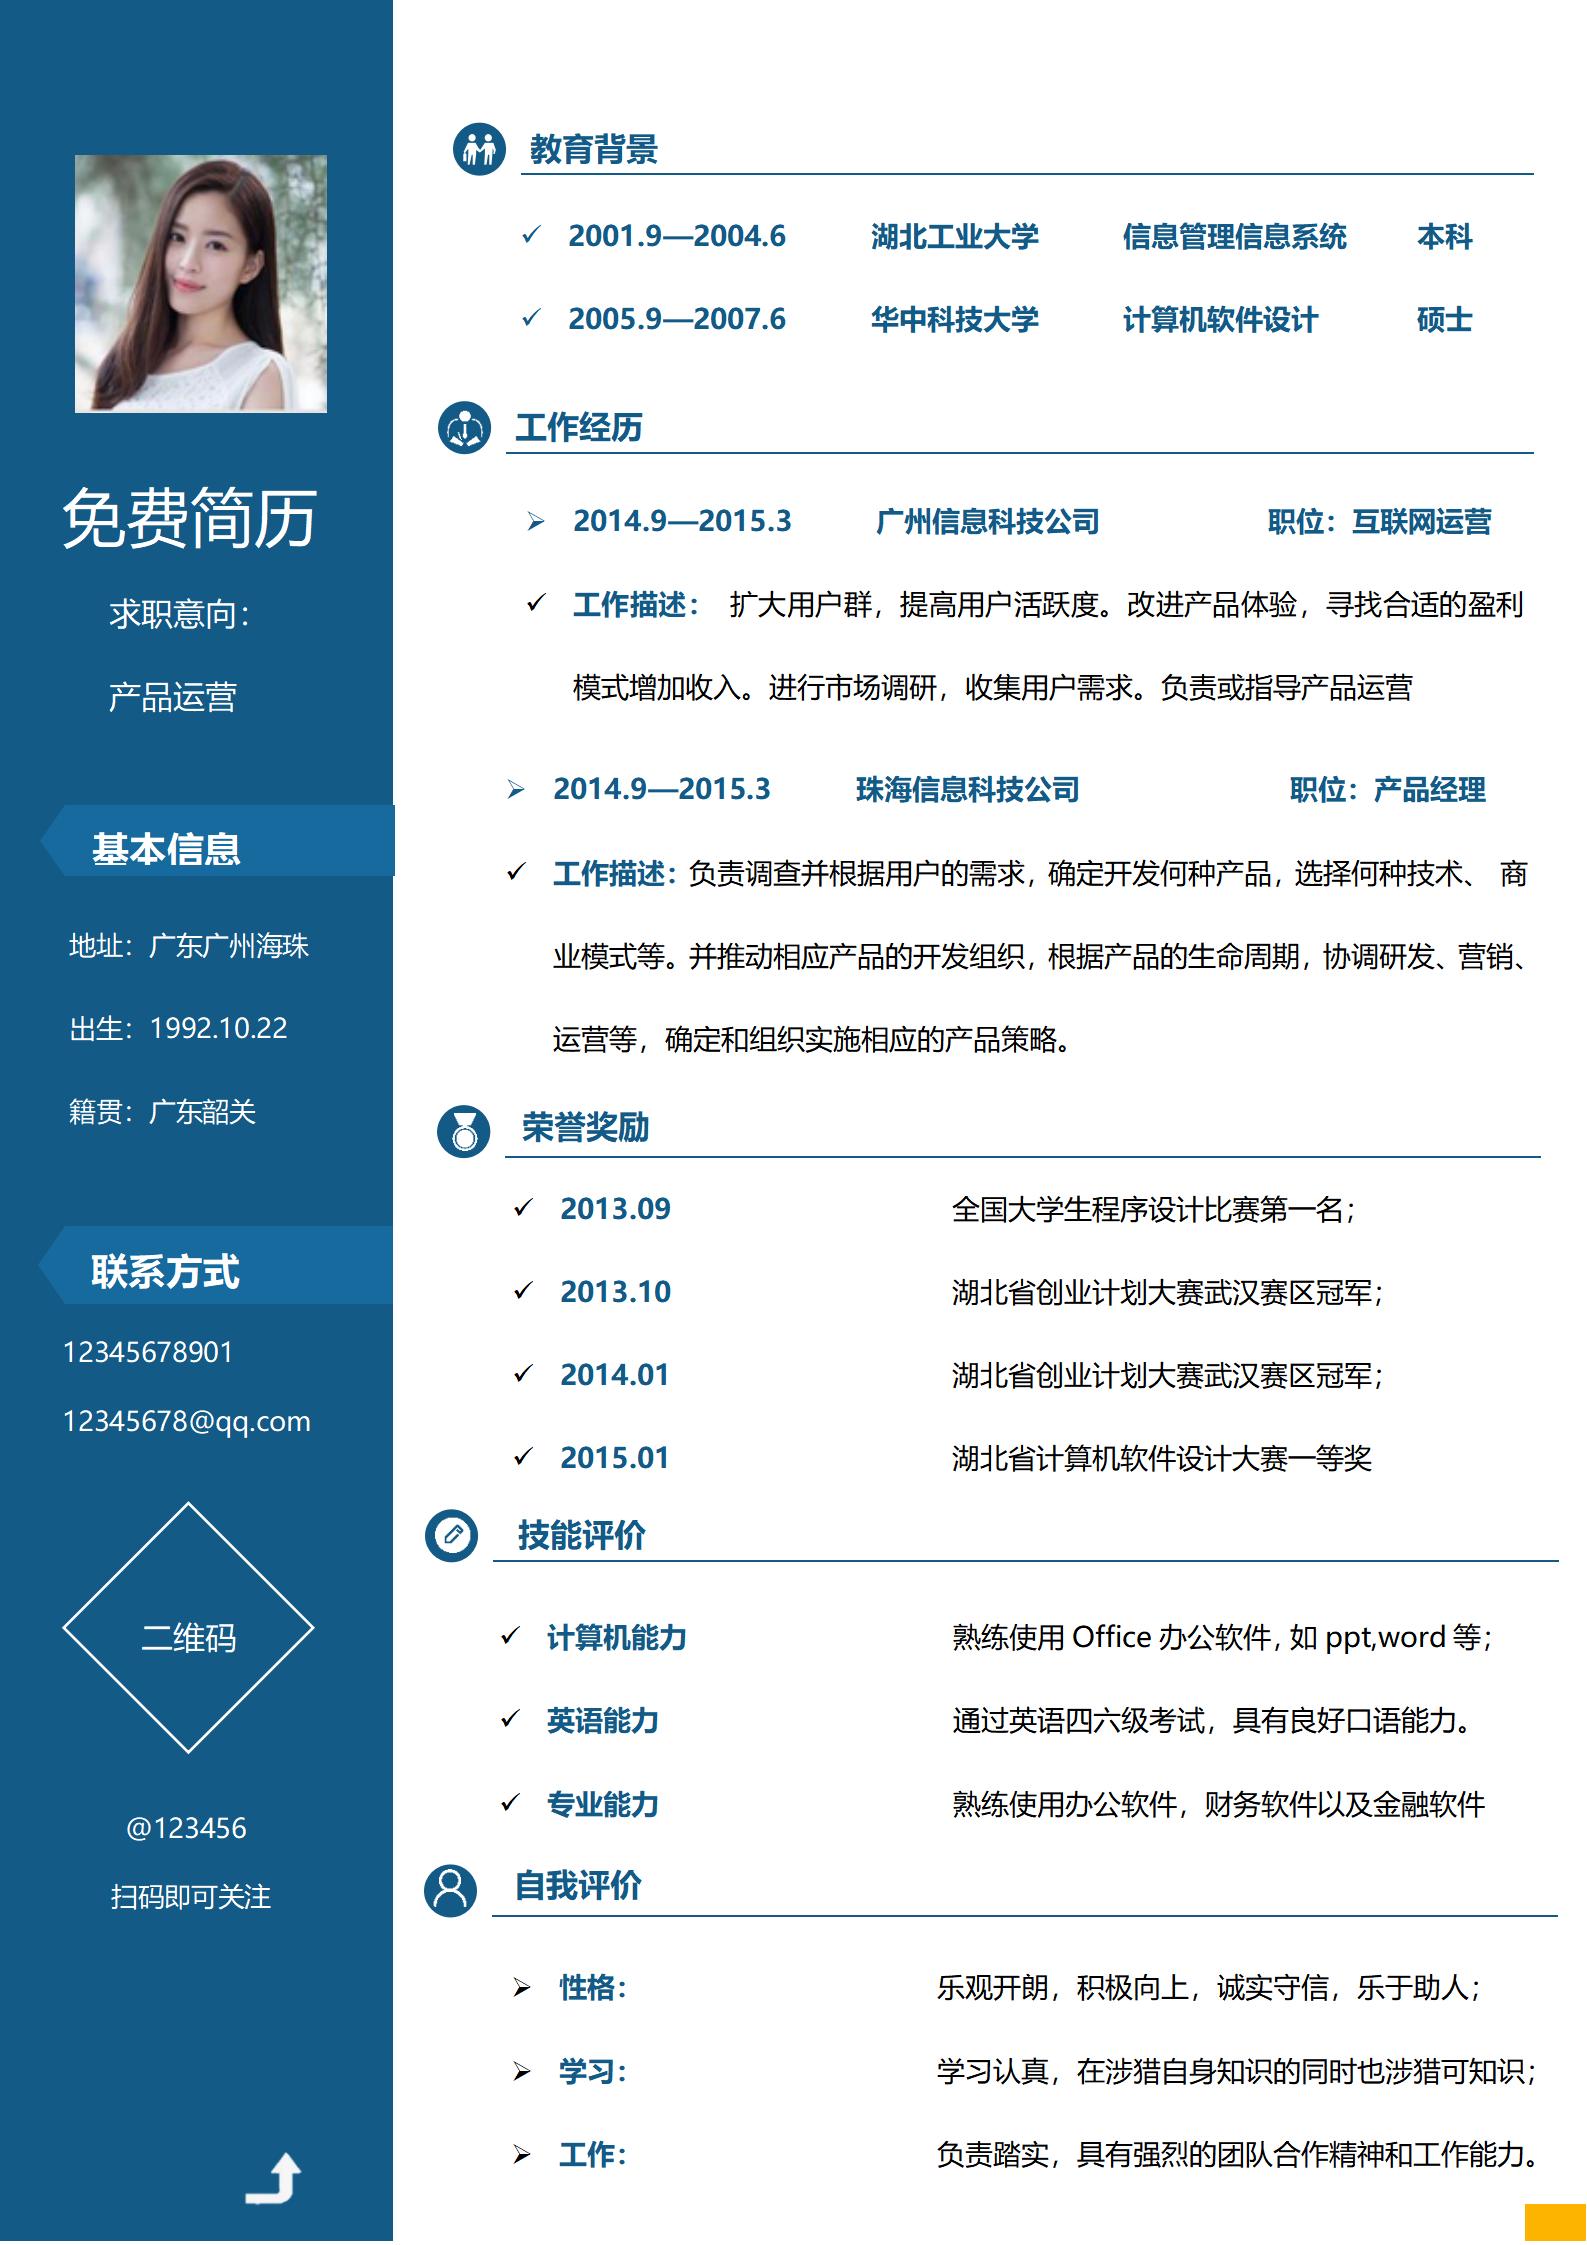 免费简历
求职意向：
产品运营
基本信息
地址：广东广州海珠
出生：1992.10.22
籍贯：广东韶关
联系方式
12345678901
12345678@qq.com
二维码
@123456
扫码即可关注
教育背景
2001.9—2004.6 湖北工业大学 信息管理信息系统 本科
2005.9—2007.6 华中科技大学 计算机软件设计 硕士
工作经历
2014.9—2015.3 广州信息科技公司 职位：互联网运营
工作描述： 扩大用户群，提高用户活跃度。改进产品体验，寻找合适的盈利
模式增加收入。进行市场调研，收集用户需求。负责或指导产品运营
2014.9—2015.3 珠海信息科技公司 职位：产品经理
工作描述：负责调查并根据用户的需求，确定开发何种产品，选择何种技术、 商
业模式等。并推动相应产品的开发组织，根据产品的生命周期，协调研发、营销、
运营等，确定和组织实施相应的产品策略。
荣誉奖励
2013.09 全国大学生程序设计比赛第一名；
2013.10 湖北省创业计划大赛武汉赛区冠军；
2014.01 湖北省创业计划大赛武汉赛区冠军；
2015.01 湖北省计算机软件设计大赛一等奖
技能评价
计算机能力 熟练使用 Office 办公软件，如 ppt,word 等；
英语能力 通过英语四六级考试，具有良好口语能力。
专业能力 熟练使用办公软件，财务软件以及金融软件
自我评价
性格： 乐观开朗，积极向上，诚实守信，乐于助人；
学习： 学习认真，在涉猎自身知识的同时也涉猎可知识；
工作： 负责踏实，具有强烈的团队合作精神和工作能力。